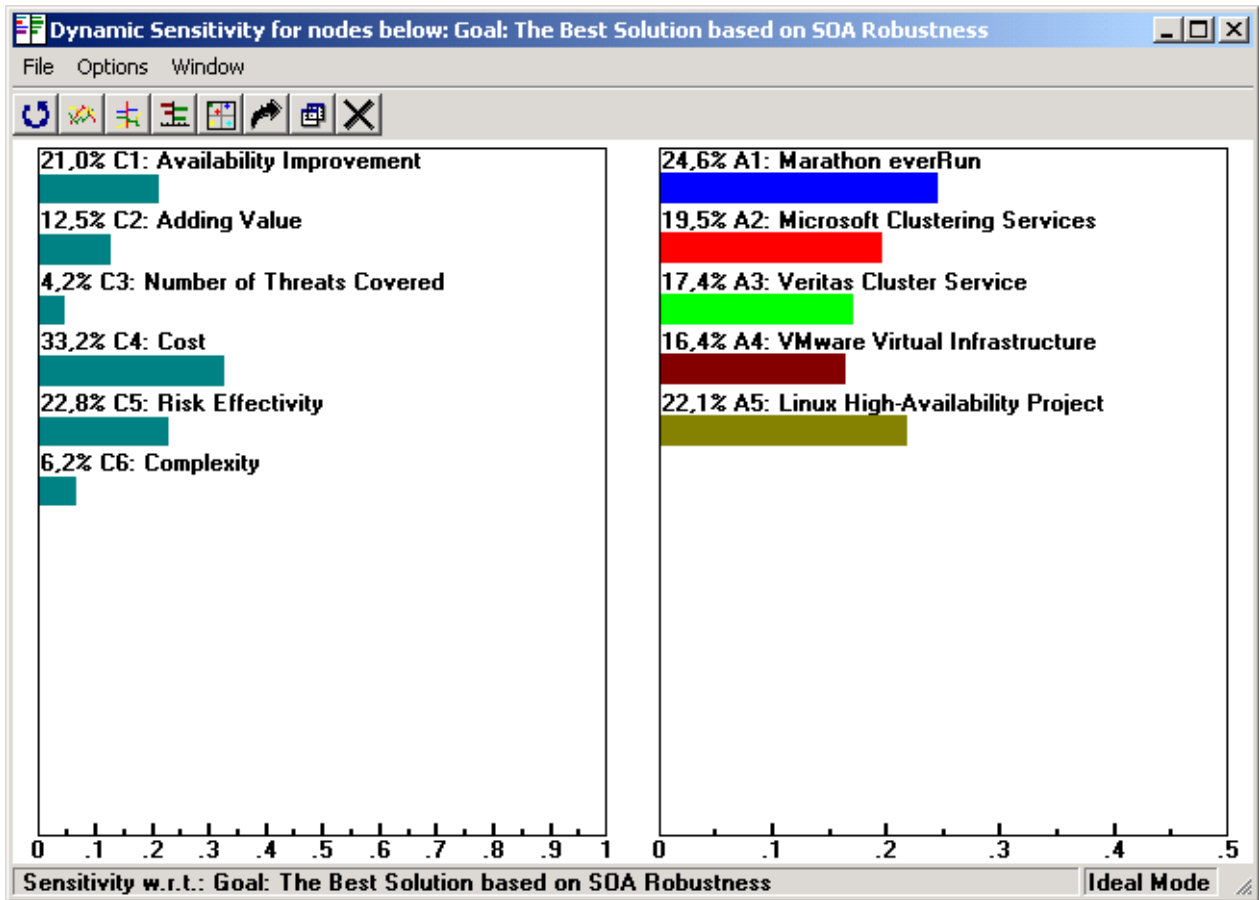 Dynamic Sensitivity for nodes below: Goal: The Best Solution based on SOA Robustness
File Options Window
21,0% C1: Availability Improvement
12,5% C2: Adding Value
4,2% C3: Number of Threats Covered
33,2% C4: Cost
22,8% C5: Risk Effectivity
6,2% C6: Complexity
0 .1 .2 .3 .4 .5 .6 .7 .8 .9 1
24,6% A1: Marathon everRun
19,5% A2: Microsoft Clustering Services
17,4% A3: Veritas Cluster Service
16,4% A4: VMware Virtual Infrastructure
22,1% A5: Linux High-Availability Project
0 .1 .2 .3 .4 .5
Sensitivity w.r.t.: Goal: The Best Solution based on SOA Robustness
Ideal Mode